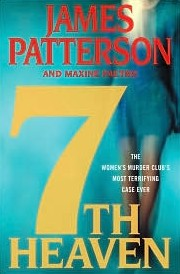 JAMES
PATTERSON
AND MAXINE PAETRO
7
THE
WOMEN'S MURDER CLUB'S
MOST TERRIFYING
CASE EVER
TH
HEAVEN